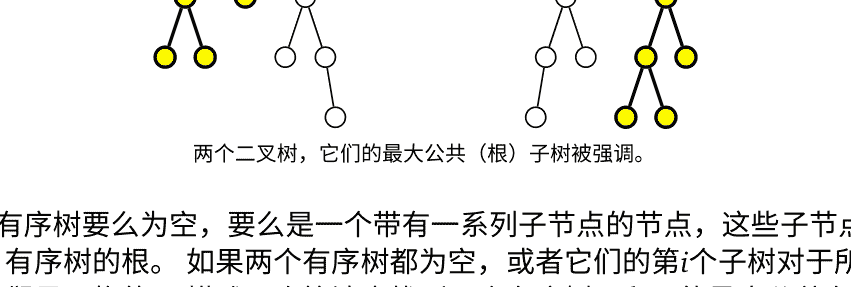 两个二叉树，它们的最大公共（根）子树被强调。
有序树要么为空，要么是一个带有一系列子节点的节点，这些子节点
有序树的根。 如果两个有序树都为空，或者它们的第i个子树对于所